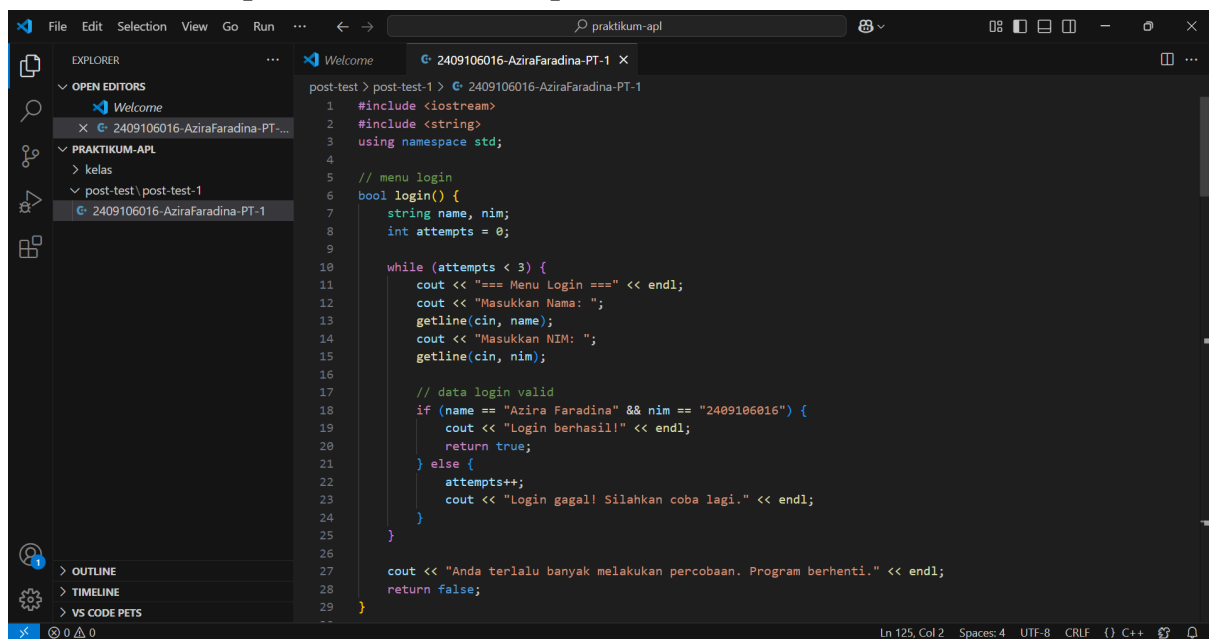 File Edit Selection View Go Run ··· praktikum-apl
EXPLORER ···
OPEN EDITORS
Welcome
2409106016-AziraFaradina-PT-...
PRAKTIKUM-APL
kelas
post-test\post-test-1
2409106016-AziraFaradina-PT-1
OUTLINE
TIMELINE
VS CODE PETS
Welcome 2409106016-AziraFaradina-PT-1
post-test > post-test-1 > 2409106016-AziraFaradina-PT-1
1 #include <iostream>
2 #include <string>
3 using namespace std;
4
5 // menu login
6 bool login() {
7 string name, nim;
8 int attempts = 0;
9
10 while (attempts < 3) {
11 cout << "=== Menu Login ===" << endl;
12 cout << "Masukkan Nama: ";
13 getline(cin, name);
14 cout << "Masukkan NIM: ";
15 getline(cin, nim);
16
17 // data login valid
18 if (name == "Azira Faradina" && nim == "2409106016") {
19 cout << "Login berhasil!" << endl;
20 return true;
21 } else {
22 attempts++;
23 cout << "Login gagal! Silahkan coba lagi." << endl;
24 }
25 }
26
27 cout << "Anda terlalu banyak melakukan percobaan. Program berhenti." << endl;
28 return false;
29 }
1
0 0 Ln 125, Col 2 Spaces: 4 UTF-8 CRLF {} C++